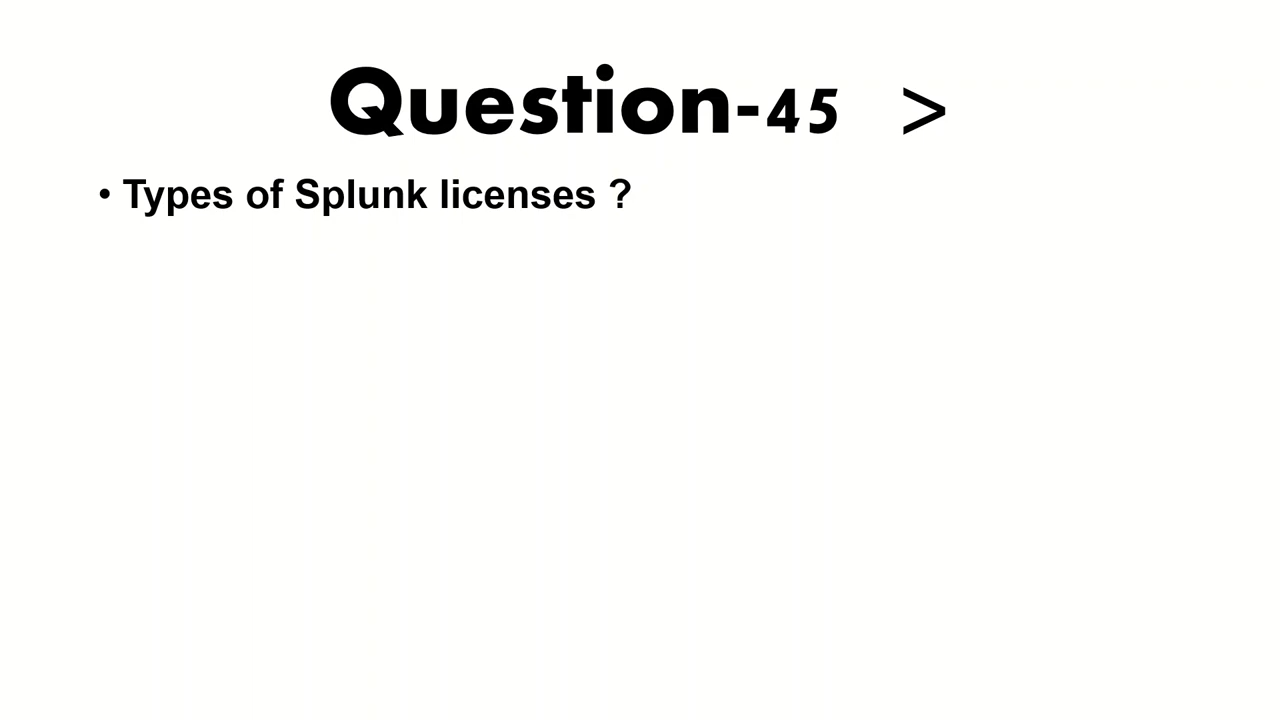 Question-45 >
• Types of Splunk licenses ?